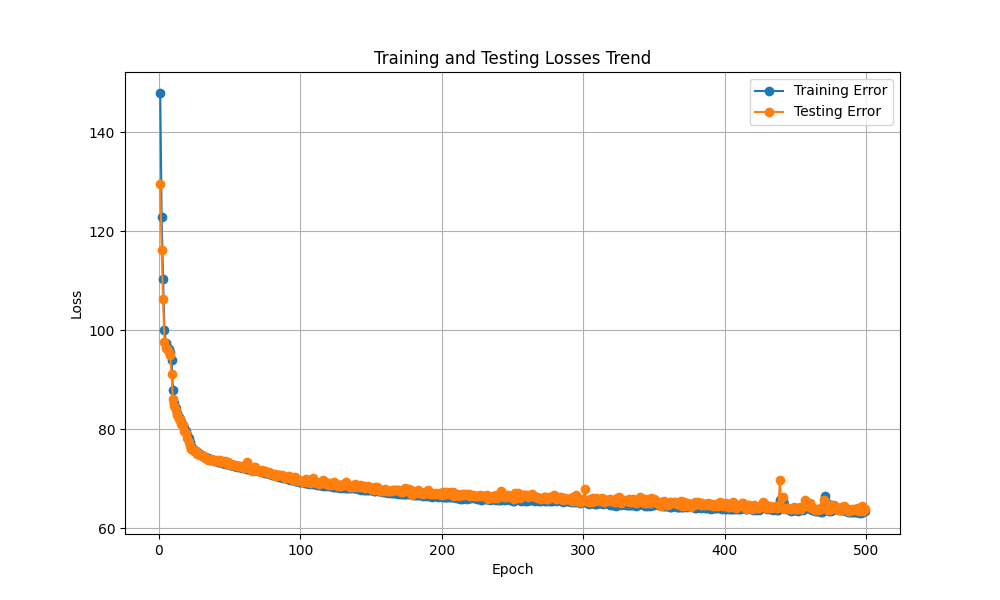 Training and Testing Losses Trend
Training Error
Testing Error
Loss
140
120
100
80
60
0 100 200 300 400 500
Epoch